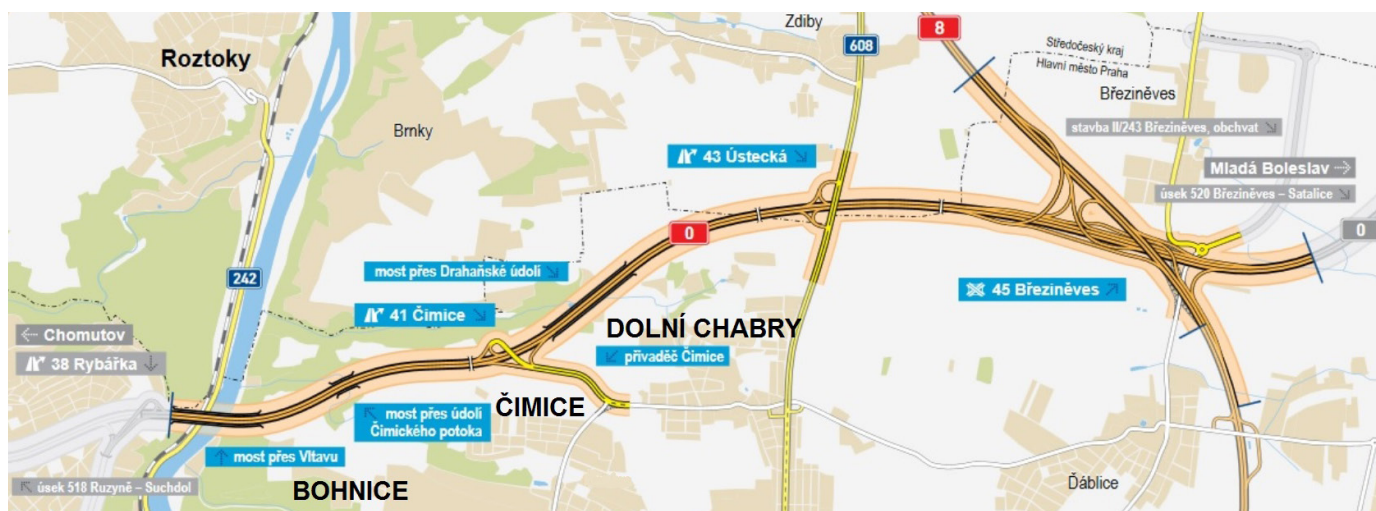 Zdiby
8
608
Středočeský kraj
Hlavní město Praha
Roztoky
Březiněves
Brnky
stavba II/243 Březiněves, obchvat
43 Ústecká
Mladá Boleslav
úsek 520 Březiněves – Satalice
0
0
most přes Drahaňské údolí
242
45 Březiněves
41 Čimice
DOLNÍ CHABRY
Chomutov
přivaděč Čimice
38 Rybářka
ČIMICE
most přes údolí
Čimického potoka
most přes Vltavu
úsek 518 Ruzyně – Suchdol
BOHNICE
Ďáblice